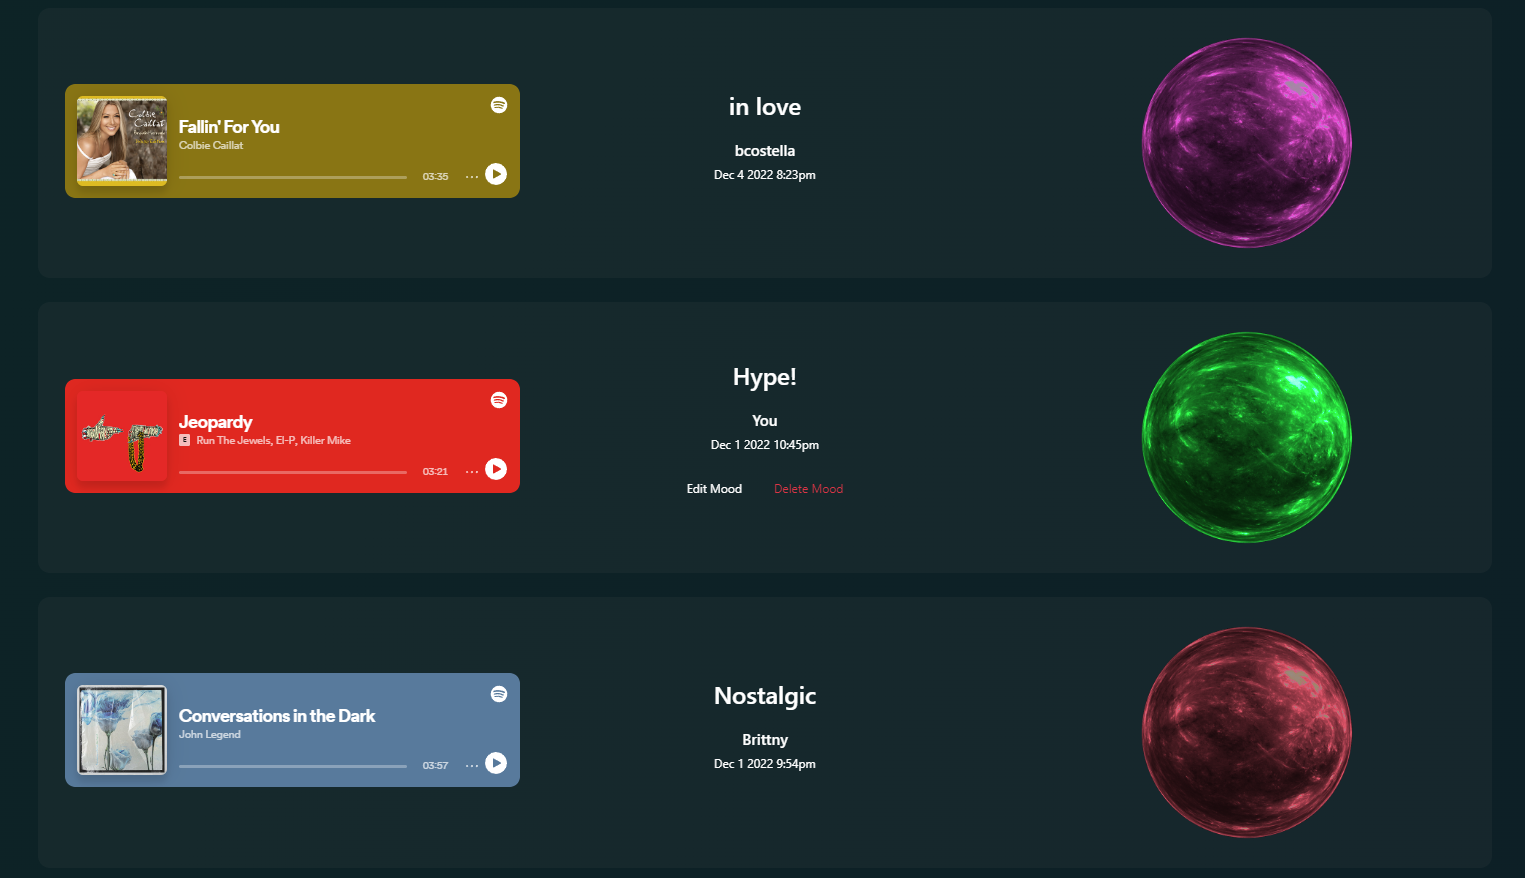 Colbie
Caillat
Fallin' For You
Colbie Caillat
03:35
in love
bcostella
Dec 4 2022 8:23pm
Jeopardy
E Run The Jewels, El-P, Killer Mike
03:21
Hype!
You
Dec 1 2022 10:45pm
Edit Mood Delete Mood
Conversations in the Dark
John Legend
03:57
Nostalgic
Brittny
Dec 1 2022 9:54pm